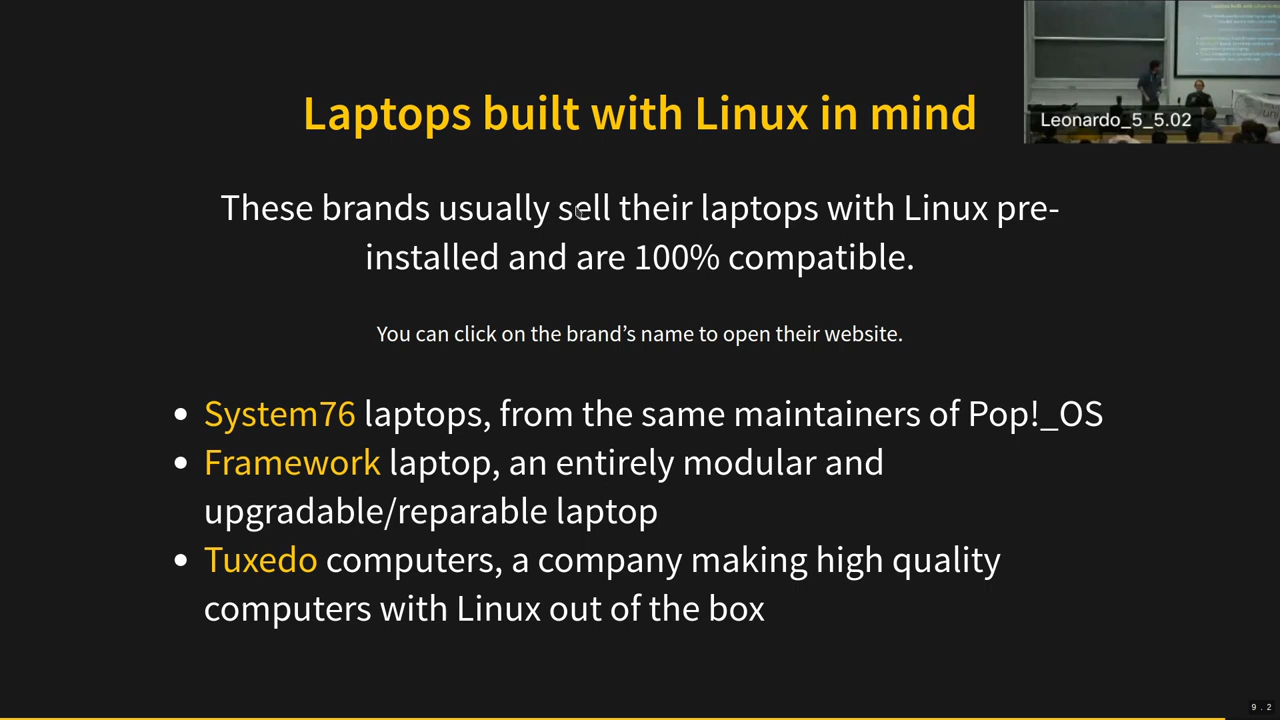 Laptops built with Linux in mind
Leonardo_5_5.02
These brands usually sell their laptops with Linux pre-
installed and are 100% compatible.
You can click on the brand’s name to open their website.
• System76 laptops, from the same maintainers of Pop!_OS
• Framework laptop, an entirely modular and
upgradable/reparable laptop
• Tuxedo computers, a company making high quality
computers with Linux out of the box
9.2